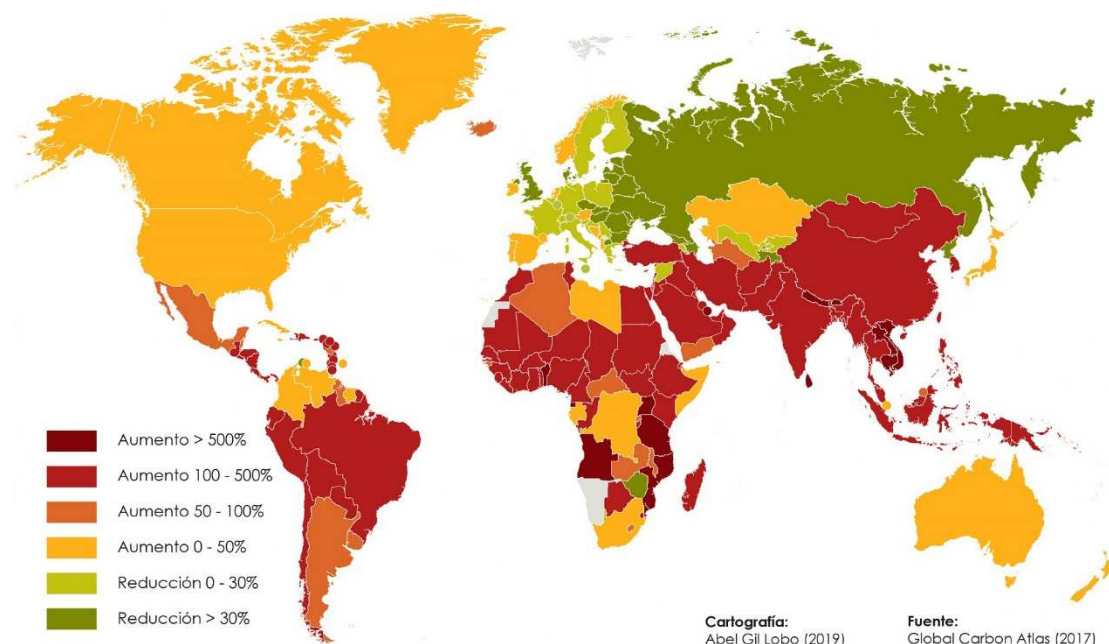 Aumento > 500%
Aumento 100 - 500%
Aumento 50 - 100%
Aumento 0 - 50%
Reducción 0 - 30%
Reducción > 30%
Cartografía:
Abel Gil Lobo (2019)
Fuente:
Global Carbon Atlas (2017)